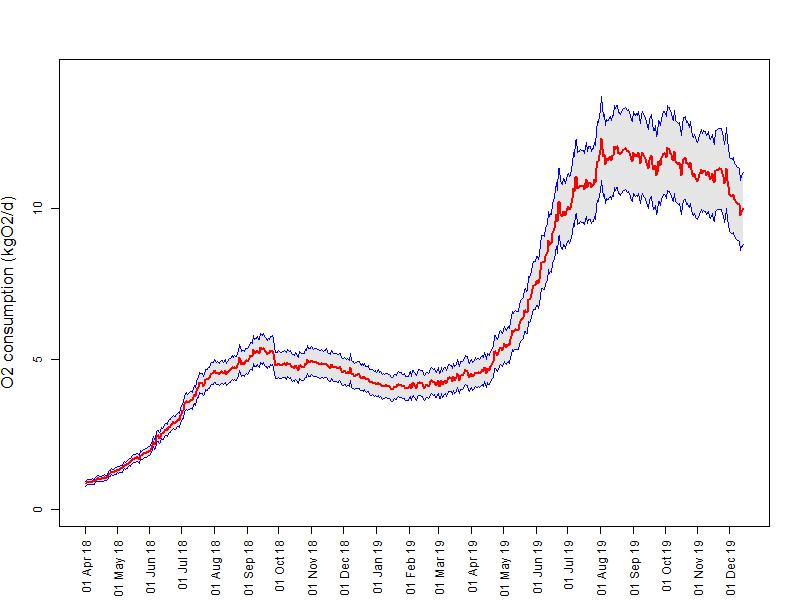 O2 consumption (kgO2/d)
10
5
0
01 Apr 18
01 May 18
01 Jun 18
01 Jul 18
01 Aug 18
01 Sep 18
01 Oct 18
01 Nov 18
01 Dec 18
01 Jan 19
01 Feb 19
01 Mar 19
01 Apr 19
01 May 19
01 Jun 19
01 Jul 19
01 Aug 19
01 Sep 19
01 Oct 19
01 Nov 19
01 Dec 19